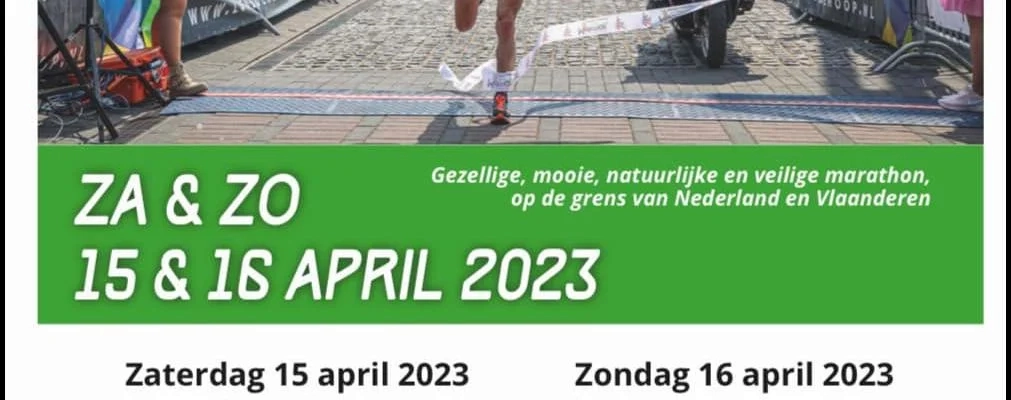 ZA & ZO
15 & 16 APRIL 2023
Gezellige, mooie, natuurlijke en veilige marathon,
op de grens van Nederland en Vlaanderen
Zaterdag 15 april 2023
Zondag 16 april 2023